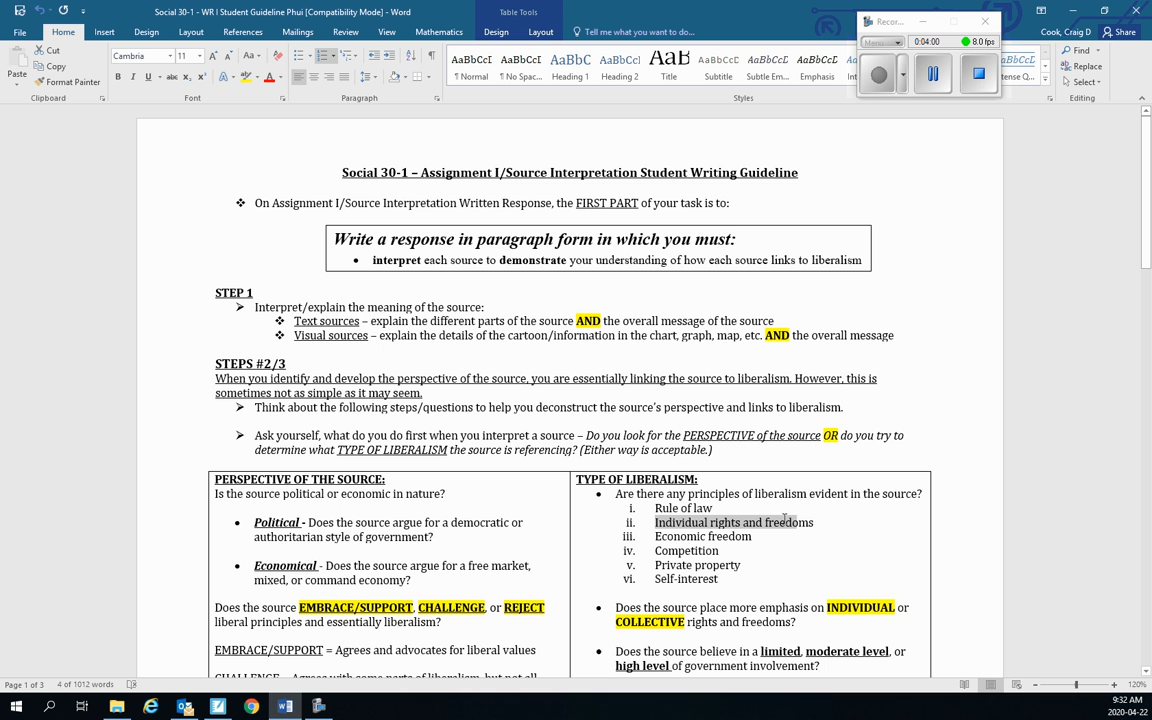 Social 30-1 - WR I Student Guideline Phui [Compatibility Mode] - Word
Table Tools
Recor...
File Home Insert Design Layout References Mailings Review View Mathematics Design Layout Tell me what you want to do...
Cook, Craig D Share
0:04:00 8.0 fps
Paste
Cut
Copy
Format Painter
Clipboard
Cambria 11
Font
Paragraph
AaBbCcDc AaBbCcDc AaBbC AaBbCc AaB AaBbCcD AaBbCcD AaBbCcD
¶ Normal ¶ No Spac... Heading 1 Heading 2 Title Subtitle Subtle Em... Emphasis
Styles
Find
Replace
Select
Editing
Social 30-1 – Assignment I/Source Interpretation Student Writing Guideline
❖ On Assignment I/Source Interpretation Written Response, the FIRST PART of your task is to:
Write a response in paragraph form in which you must:
• interpret each source to demonstrate your understanding of how each source links to liberalism
STEP 1
➢ Interpret/explain the meaning of the source:
❖ Text sources – explain the different parts of the source AND the overall message of the source
❖ Visual sources – explain the details of the cartoon/information in the chart, graph, map, etc. AND the overall message
STEPS #2/3
When you identify and develop the perspective of the source, you are essentially linking the source to liberalism. However, this is
sometimes not as simple as it may seem.
➢ Think about the following steps/questions to help you deconstruct the source's perspective and links to liberalism.
➢ Ask yourself, what do you do first when you interpret a source – Do you look for the PERSPECTIVE of the source OR do you try to
determine what TYPE OF LIBERALISM the source is referencing? (Either way is acceptable.)
PERSPECTIVE OF THE SOURCE:
Is the source political or economic in nature?
• Political - Does the source argue for a democratic or
authoritarian style of government?
• Economical - Does the source argue for a free market,
mixed, or command economy?
Does the source EMBRACE/SUPPORT, CHALLENGE, or REJECT
liberal principles and essentially liberalism?
EMBRACE/SUPPORT = Agrees and advocates for liberal values
CHALLENGE = Agrees with some parts of liberalism, but not all
TYPE OF LIBERALISM:
• Are there any principles of liberalism evident in the source?
i. Rule of law
ii. Individual rights and freedoms
iii. Economic freedom
iv. Competition
v. Private property
vi. Self-interest
• Does the source place more emphasis on INDIVIDUAL or
COLLECTIVE rights and freedoms?
• Does the source believe in a limited, moderate level, or
high level of government involvement?
Page 1 of 3 4 of 1012 words
120%
9:32 AM
2020-04-22